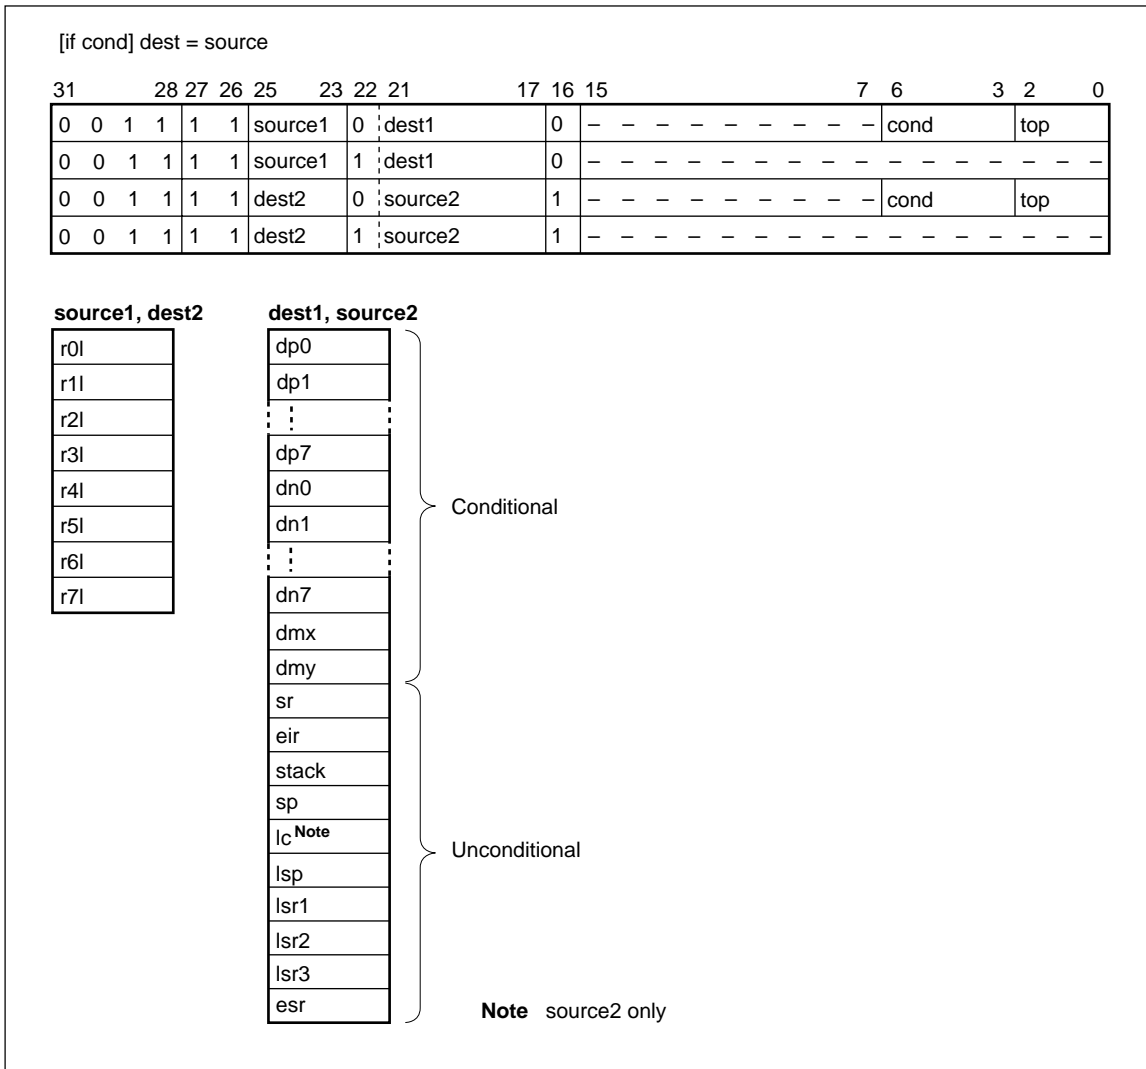 [if cond] dest = source
31 28 27 26 25 23 22 21 17 16 15 7 6 3 2 0
0 0 1 1 1 1 source1 0 dest1 0 – – – – – – – – – cond top
0 0 1 1 1 1 source1 1 dest1 0 – – – – – – – – – – – – – – – –
0 0 1 1 1 1 dest2 0 source2 1 – – – – – – – – – cond top
0 0 1 1 1 1 dest2 1 source2 1 – – – – – – – – – – – – – – – –
source1, dest2
r0l
r1l
r2l
r3l
r4l
r5l
r6l
r7l
dest1, source2
dp0
dp1
dp7
dn0
dn1
dn7
dmx
dmy
sr
eir
stack
sp
lc Note
lsp
lsr1
lsr2
lsr3
esr
Conditional
Unconditional
Note source2 only